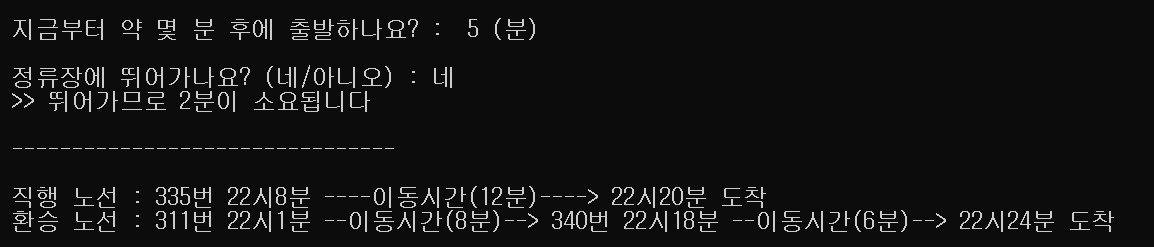 지금부터 약 몇 분 후에 출발하나요? :  5 (분)
정류장에 뛰어가나요? (네/아니오) : 네
>> 뛰어가므로 2분이 소요됩니다
--------------------------------
직행 노선 : 335번 22시8분 ----이동시간(12분)----> 22시20분 도착
환승 노선 : 311번 22시1분 --이동시간(8분)--> 340번 22시18분 --이동시간(6분)--> 22시24분 도착